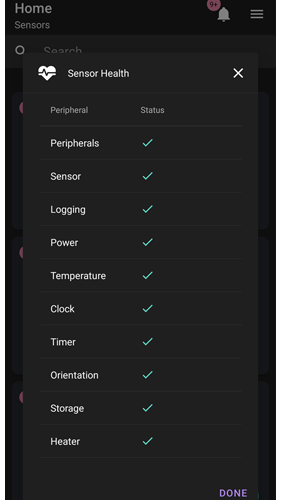 Home
9+
Sensors
Search
Sensor Health
Peripheral Status
Peripherals
Sensor
Logging
Power
Temperature
Clock
Timer
Orientation
Storage
Heater
DONE